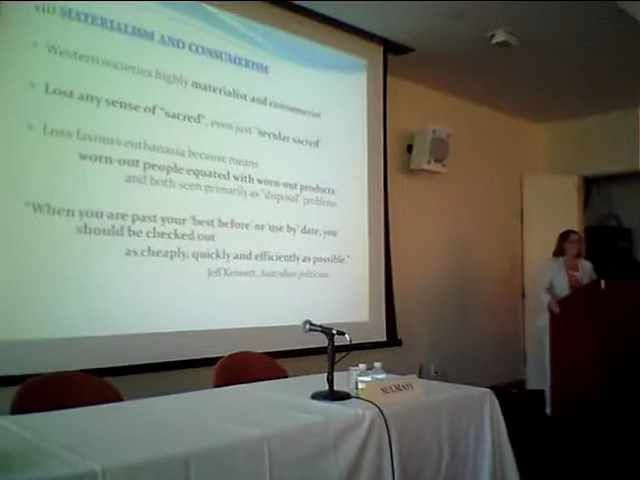 viii MATERIALISM AND CONSUMERISM
Western societies highly materialist and consumerist
Lost any sense of "sacred", even just "secular sacred"
Loss favours euthanasia because means
worn-out people equated with worn-out products
and both seen primarily as "disposal" problems
"When you are past your 'best before' or 'use by' date, you
should be checked out
as cheaply, quickly and efficiently as possible."
Jeff Kennett, Australian politician